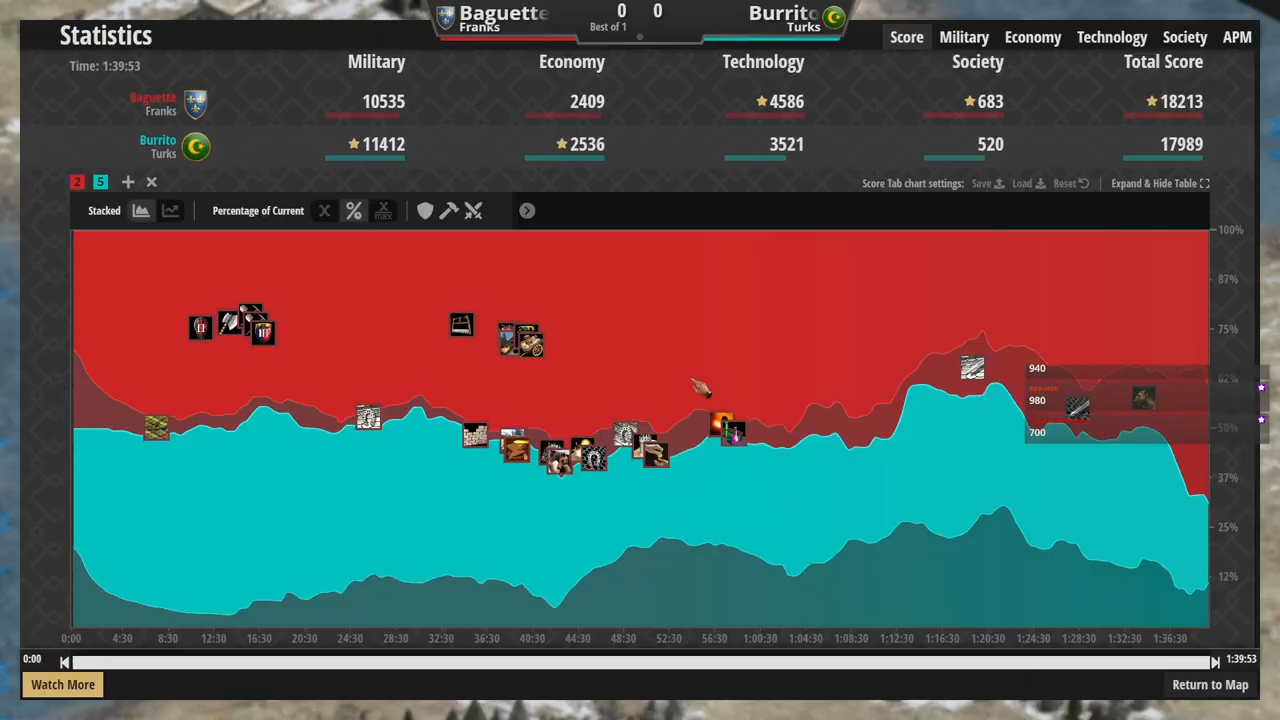 Baguette 0 0 Burrito
Franks Best of 1 Turks
Statistics
Score Military Economy Technology Society APM
Time: 1:39:53 Military Economy Technology Society Total Score
Baguette 10535 2409 4586 683 18213
Franks
Burrito 11412 2536 3521 520 17989
Turks
2 5
Score Tab chart settings: Save Load Reset Expand & Hide Table
Stacked Percentage of Current X % X max
100%
87%
75%
62%
50%
37%
25%
12%
940
980
700
0:00 4:30 8:30 12:30 16:30 20:30 24:30 28:30 32:30 36:30 40:30 44:30 48:30 52:30 56:30 1:00:30 1:04:30 1:08:30 1:12:30 1:16:30 1:20:30 1:24:30 1:28:30 1:32:30 1:36:30
0:00 1:39:53
Watch More Return to Map